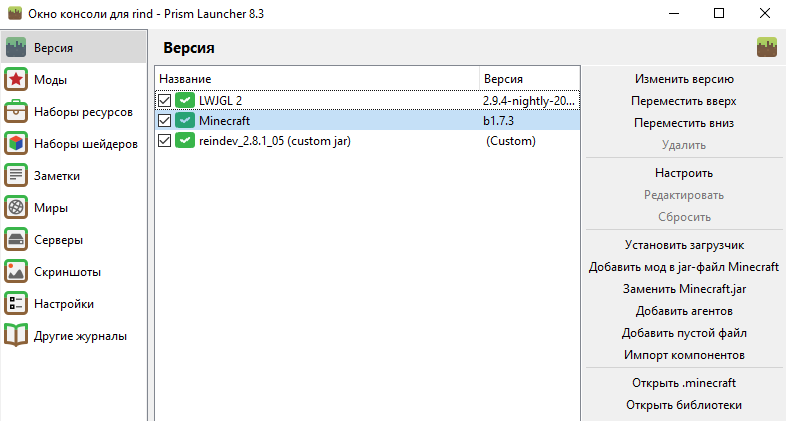 Окно консоли для rind - Prism Launcher 8.3
Версия
Моды
Наборы ресурсов
Наборы шейдеров
Заметки
Миры
Серверы
Скриншоты
Настройки
Другие журналы
Версия
Название Версия
LWJGL 2 2.9.4-nightly-20...
Minecraft b1.7.3
reindev_2.8.1_05 (custom jar) (Custom)
Изменить версию
Переместить вверх
Переместить вниз
Удалить
Настроить
Редактировать
Сбросить
Установить загрузчик
Добавить мод в jar-файл Minecraft
Заменить Minecraft.jar
Добавить агентов
Добавить пустой файл
Импорт компонентов
Открыть .minecraft
Открыть библиотеки